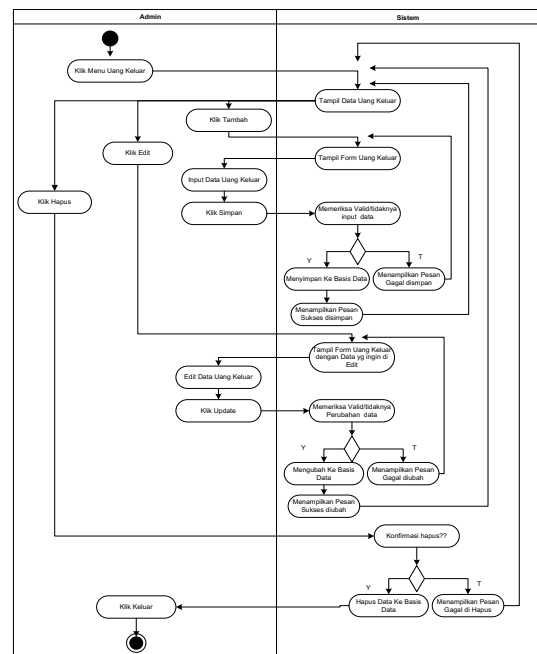 Admin
Sistem
Klik Menu Uang Keluar
Tampil Data Uang Keluar
Klik Tambah
Klik Edit
Tampil Form Uang Keluar
Input Data Uang Keluar
Klik Hapus
Klik Simpan
Memeriksa Valid/tidaknya
input data
Y
T
Menyimpan Ke Basis Data
Menampilkan Pesan
Gagal dismpan
Menampilkan Pesan
Sukses disimpan
Tampil Form Uang Keluar
dengan Data yg ingin di
Edit
Edit Data Uang Keluar
Klik Update
Memeriksa Valid/tidaknya
Perubahan data
Y
T
Mengubah Ke Basis
Data
Menampilkan Pesan
Gagal diubah
Menampilkan Pesan
Sukses diubah
Konfirmasi hapus??
Y
T
Klik Keluar
Hapus Data Ke Basis
Data
Menampilkan Pesan
Gagal di Hapus